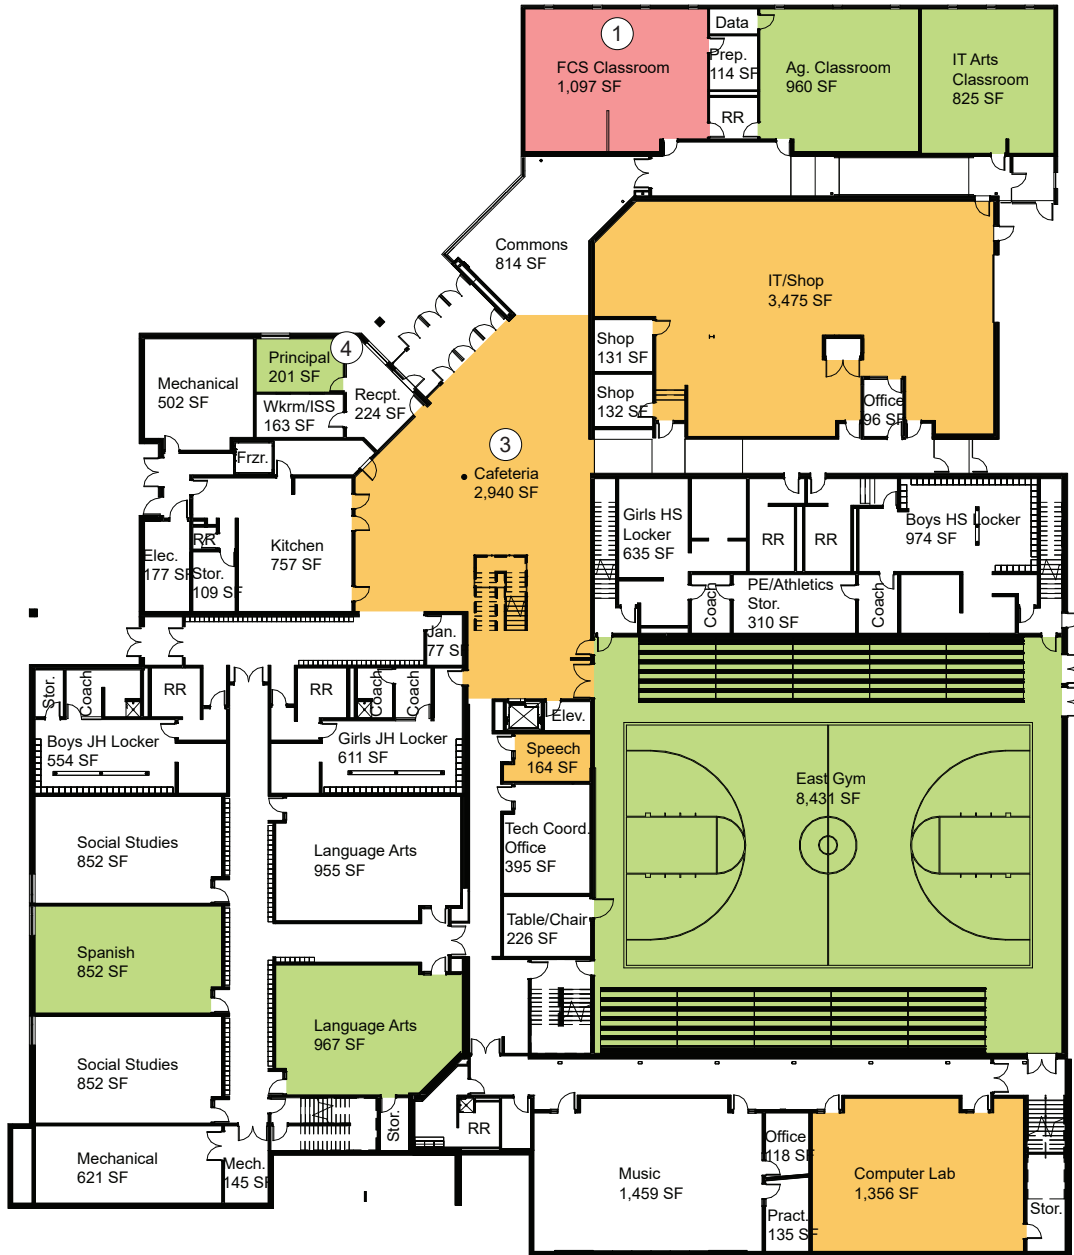 1
FCS Classroom
1,097 SF
Data
Prep.
114 SF
RR
Ag. Classroom
960 SF
IT Arts
Classroom
825 SF
Commons
814 SF
IT/Shop
3,475 SF
Shop
131 SF
Shop
132 SF
Office
96 SF
Principal
201 SF
4
Mechanical
502 SF
Wkrm/ISS
163 SF
Recpt.
224 SF
Frzr.
3
Cafeteria
2,940 SF
Elec.
177 SF
RR
Stor.
109 SF
Kitchen
757 SF
Girls HS
Locker
635 SF
RR
RR
Boys HS Locker
974 SF
Coach
PE/Athletics
Stor.
310 SF
Coach
Jan.
77 SF
Stor.
Coach
RR
RR
Coach
Coach
Boys JH Locker
554 SF
Girls JH Locker
611 SF
Elev.
Speech
164 SF
East Gym
8,431 SF
Social Studies
852 SF
Language Arts
955 SF
Tech Coord.
Office
395 SF
Table/Chair
226 SF
Spanish
852 SF
Language Arts
967 SF
Social Studies
852 SF
Stor.
RR
Mechanical
621 SF
Mech.
145 SF
Music
1,459 SF
Office
118 SF
Pract.
135 SF
Computer Lab
1,356 SF
Stor.